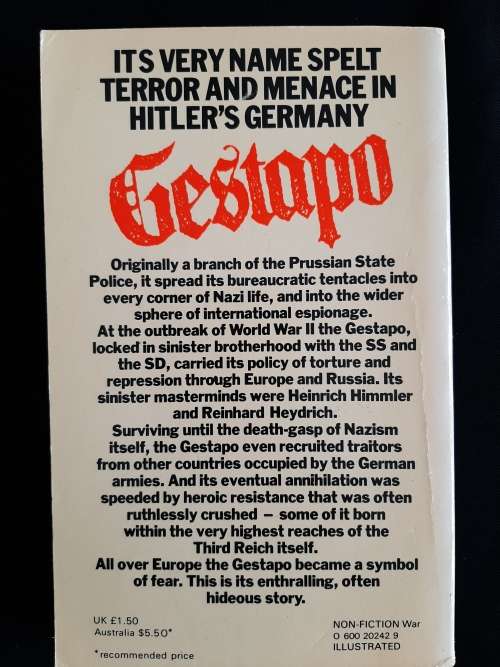 ITS VERY NAME SPELT
TERROR AND MENACE IN
HITLER'S GERMANY
Gestapo
Originally a branch of the Prussian State
Police, it spread its bureaucratic tentacles into
every corner of Nazi life, and into the wider
sphere of international espionage.
At the outbreak of World War II the Gestapo,
locked in sinister brotherhood with the SS and
the SD, carried its policy of torture and
repression through Europe and Russia. Its
sinister masterminds were Heinrich Himmler
and Reinhard Heydrich.
Surviving until the death-gasp of Nazism
itself, the Gestapo even recruited traitors
from other countries occupied by the German
armies. And its eventual annihilation was
speeded by heroic resistance that was often
ruthlessly crushed – some of it born
within the very highest reaches of the
Third Reich itself.
All over Europe the Gestapo became a symbol
of fear. This is its enthralling, often
hideous story.
UK £1.50
Australia $5.50*
*recommended price
NON-FICTION War
0 600 20242 9
ILLUSTRATED